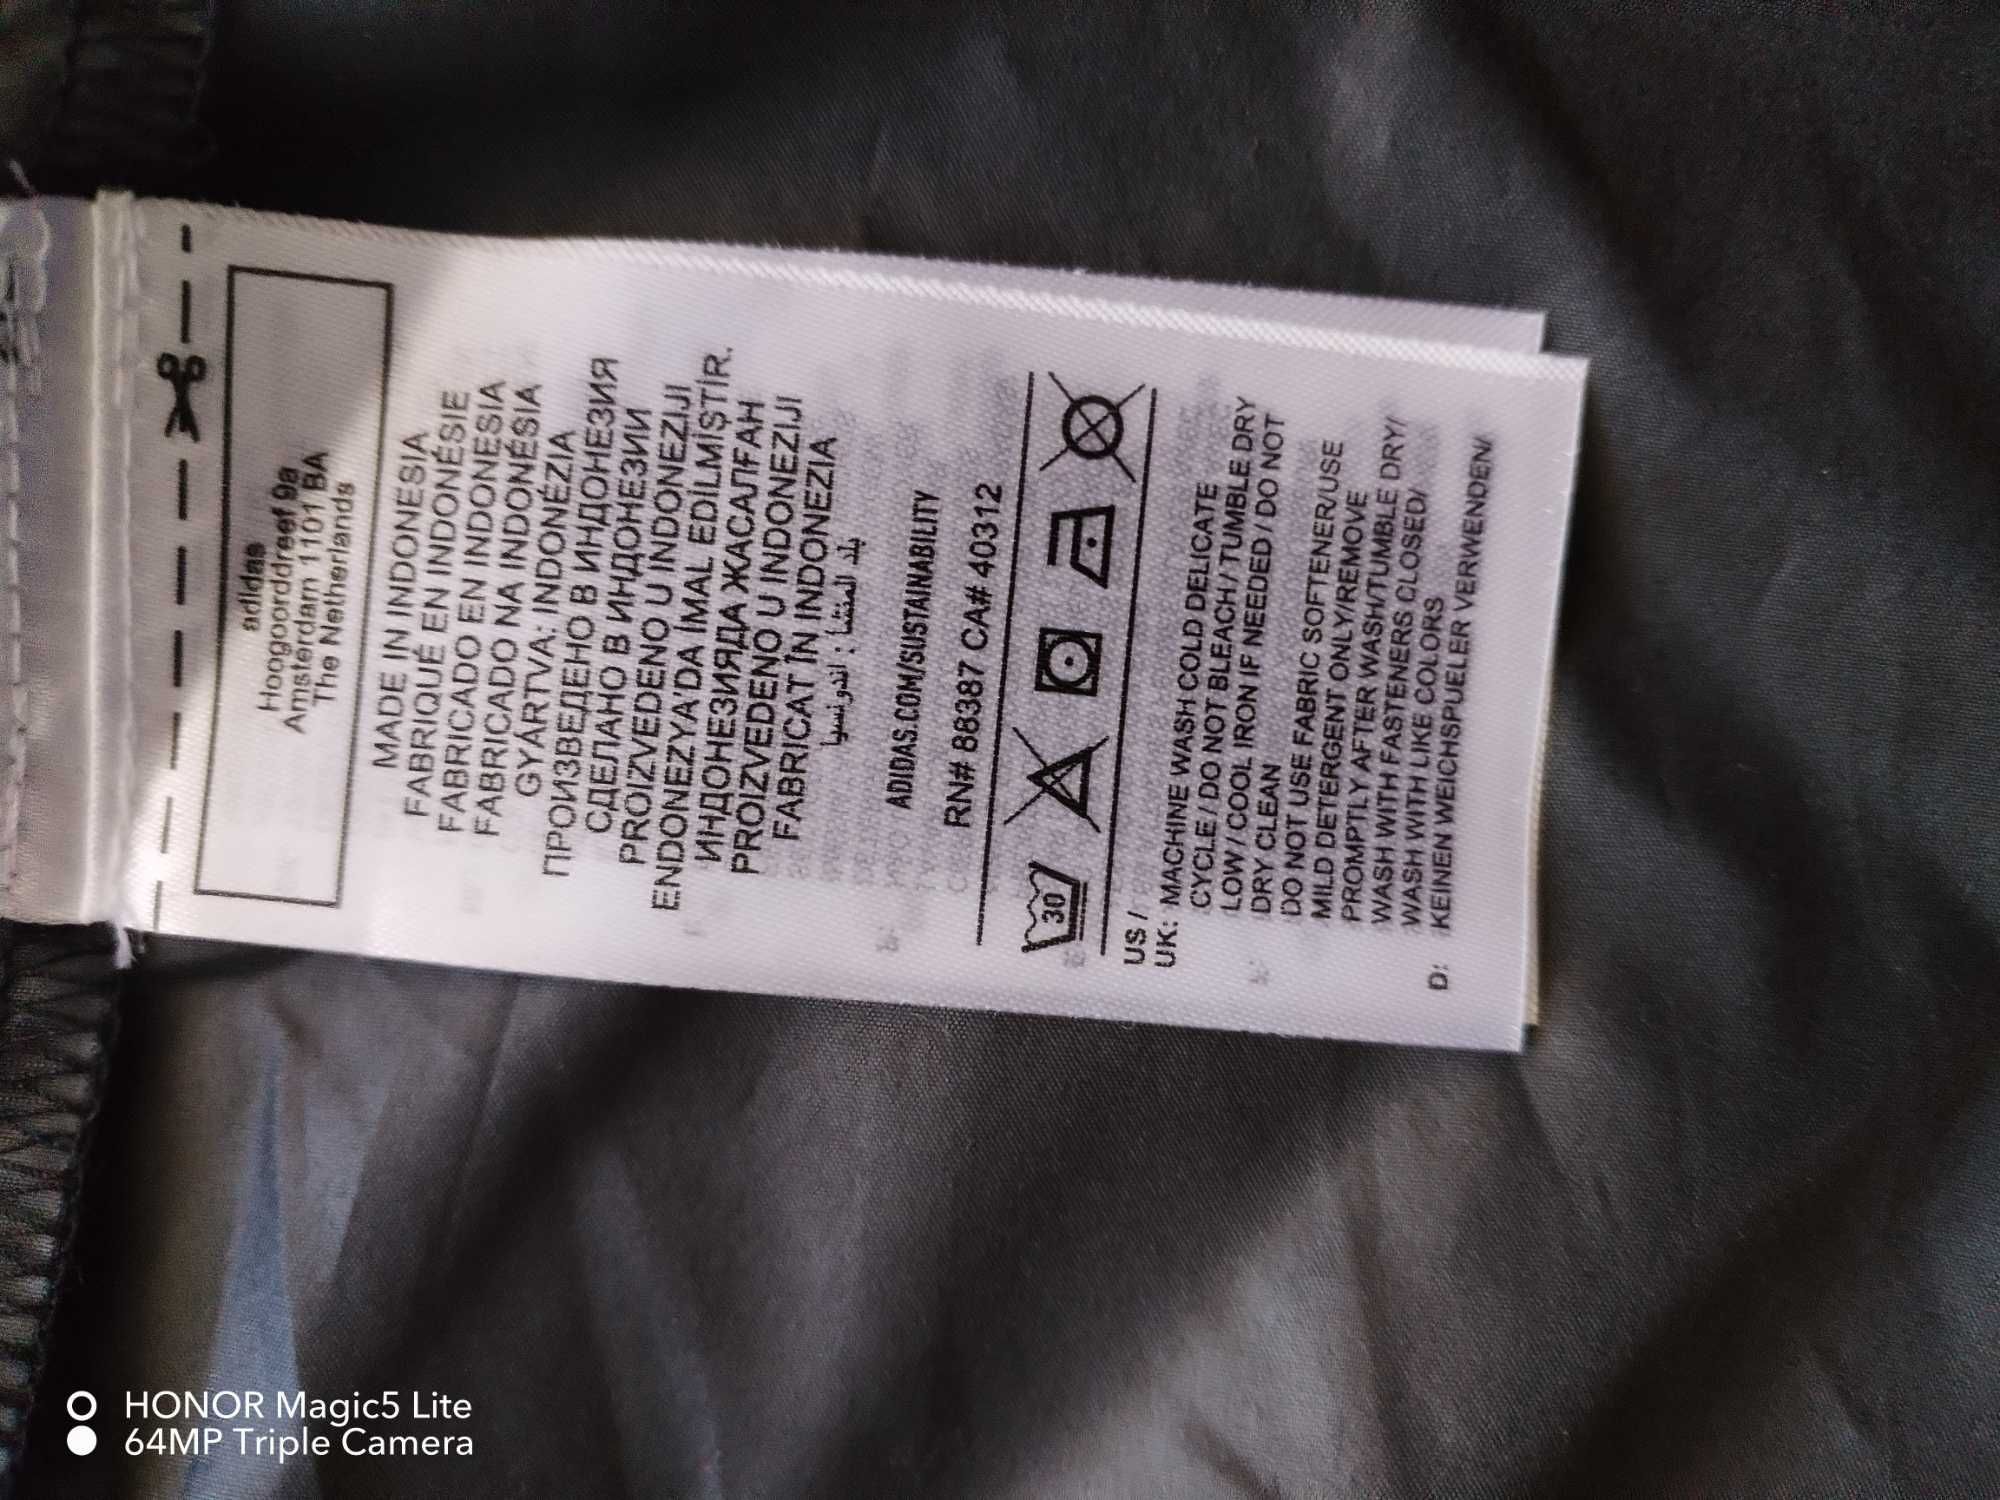 adidas
Hoogoorddreef 9a
Amsterdam 1101 BA
The Netherlands
MADE IN INDONESIA
FABRIQUÉ EN INDONÉSIE
FABRICADO EN INDONESIA
FABRICADO NA INDONÉSIA
GYÁRTVA: INDONÉZIA
ПРОИЗВЕДЕНО В ИНДОНЕЗИЯ
СДЕЛАНО В ИНДОНЕЗИИ
PROIZVEDENO U INDONEZIJI
ENDONEZYA'DA İMAL EDİLMİŞTİR.
ИНДОНЕЗИЯДА ЖАСАЛҒАН
PROIZVEDENO U INDONEZIJI
FABRICAT ÎN INDONEZIA
بلد المنشأ : اندونسيا
ADIDAS.COM/SUSTAINABILITY
RN# 88387 CA# 40312
30
US /
UK: MACHINE WASH COLD DELICATE
CYCLE / DO NOT BLEACH / TUMBLE DRY
LOW / COOL IRON IF NEEDED / DO NOT
DRY CLEAN
DO NOT USE FABRIC SOFTENER/USE
MILD DETERGENT ONLY/REMOVE
PROMPTLY AFTER WASH/TUMBLE DRY/
WASH WITH FASTENERS CLOSED/
WASH WITH LIKE COLORS
D: KEINEN WEICHSPUELER VERWENDEN/
HONOR Magic5 Lite
64MP Triple Camera